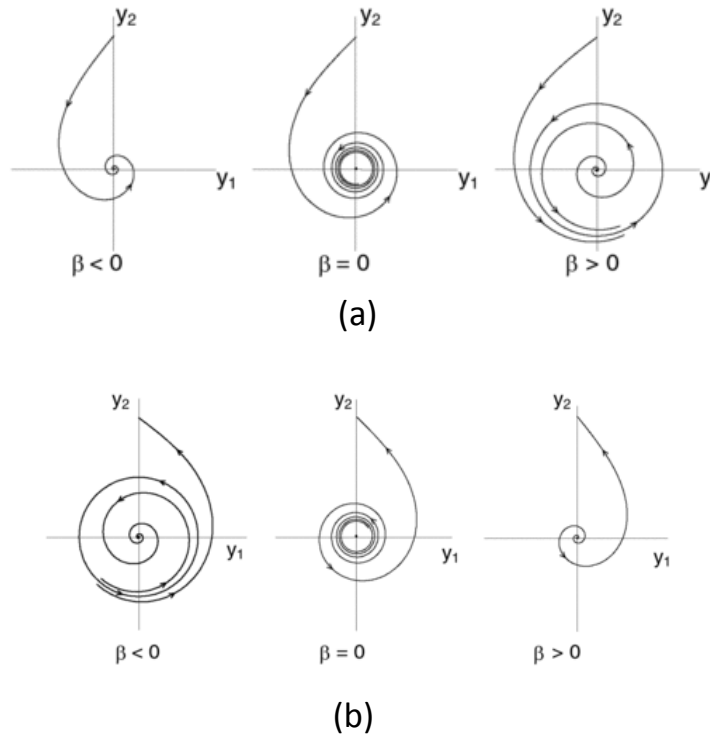 y₂ y₂ y₂
y₁ y₁ y
β < 0 β = 0 β > 0
(a)
y₂ y₂ y₂
y₁ y₁ y₁
β < 0 β = 0 β > 0
(b)